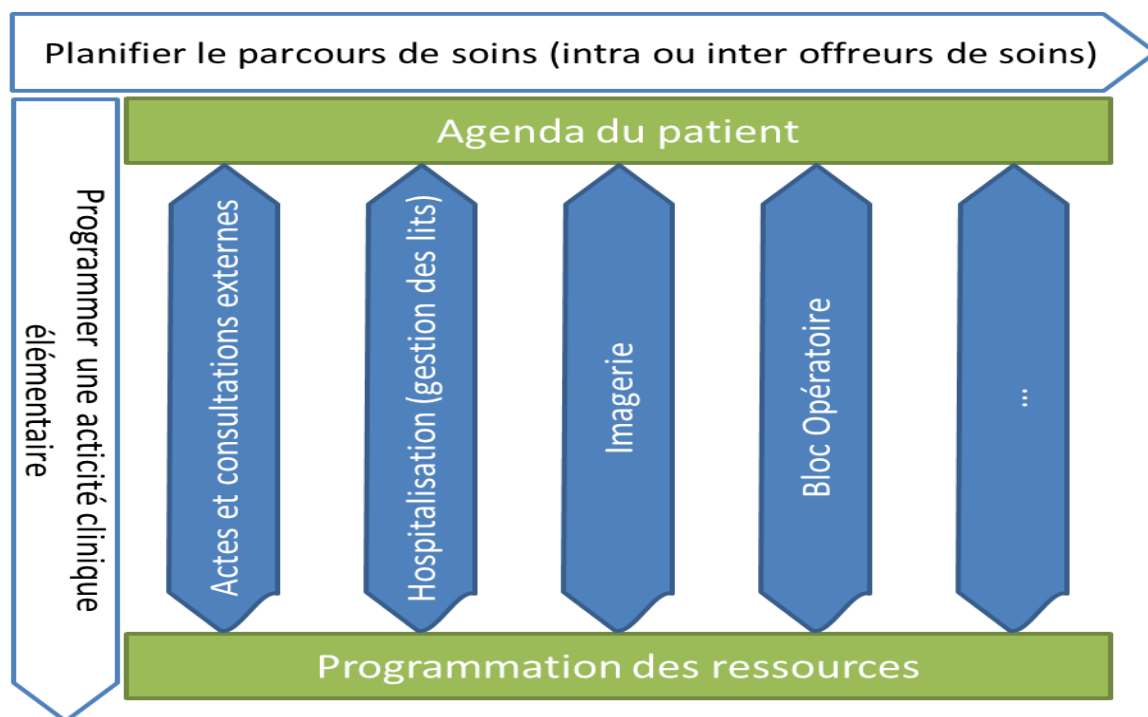 Planifier le parcours de soins (intra ou inter offreurs de soins)
Agenda du patient
Programmer une acticité clinique
élémentaire
Actes et consultations externes
Hospitalisation (gestion des lits)
Imagerie
Bloc Opératoire
...
Programmation des ressources